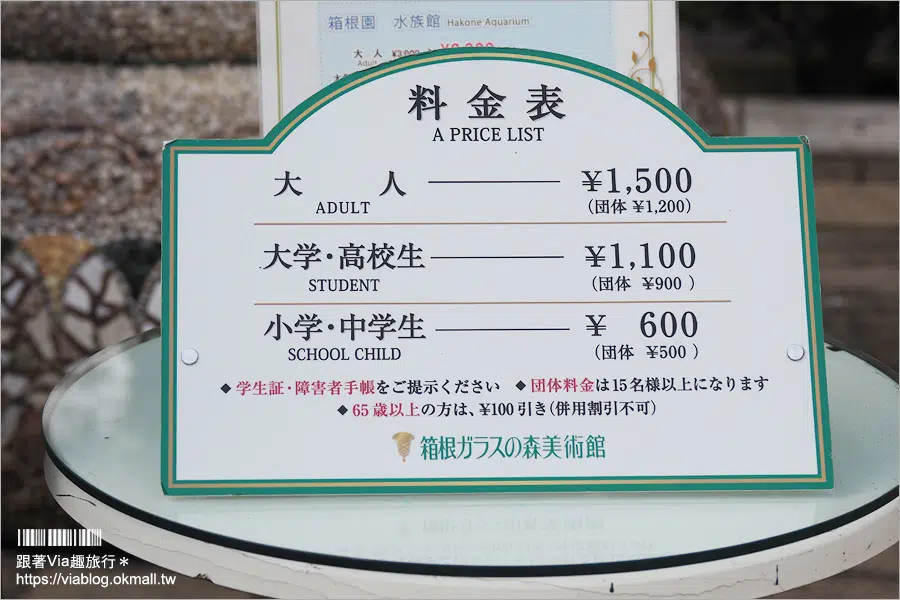 箱根園 水族館 Hakone Aquarium
大人
Adult
料金表
A PRICE LIST
大人 ¥1,500
ADULT (団体 ¥1,200)
大学・高校生 ¥1,100
STUDENT (団体 ¥900)
小学・中学生 ¥ 600
SCHOOL CHILD (団体 ¥500)
◆学生証・障害者手帳をご提示ください ◆団体料金は15名様以上になります
◆65歳以上の方は、¥100引き(併用割引不可)
箱根ガラスの森美術館
跟著Via趣旅行*
https://viablog.okmall.tw